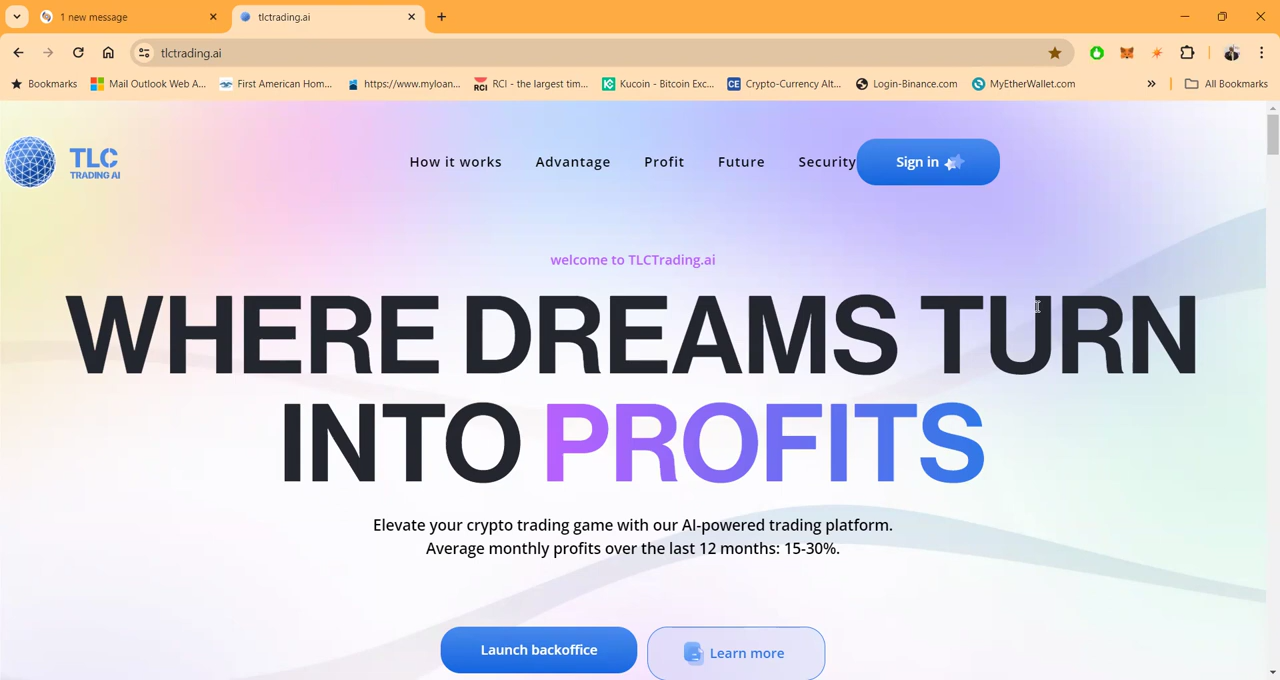 1 new message
tlctrading.ai
tlctrading.ai
Bookmarks
Mail Outlook Web A...
First American Hom...
https://www.myloan...
RCI
RCI - the largest tim...
Kucoin - Bitcoin Exc...
CE
Crypto-Currency Alt...
Login-Binance.com
MyEtherWallet.com
All Bookmarks
TLC
TRADING AI
How it works
Advantage
Profit
Future
Security
Sign in
welcome to TLCTrading.ai
WHERE DREAMS TURN
INTO PROFITS
Elevate your crypto trading game with our AI-powered trading platform.
Average monthly profits over the last 12 months: 15-30%.
Launch backoffice
Learn more